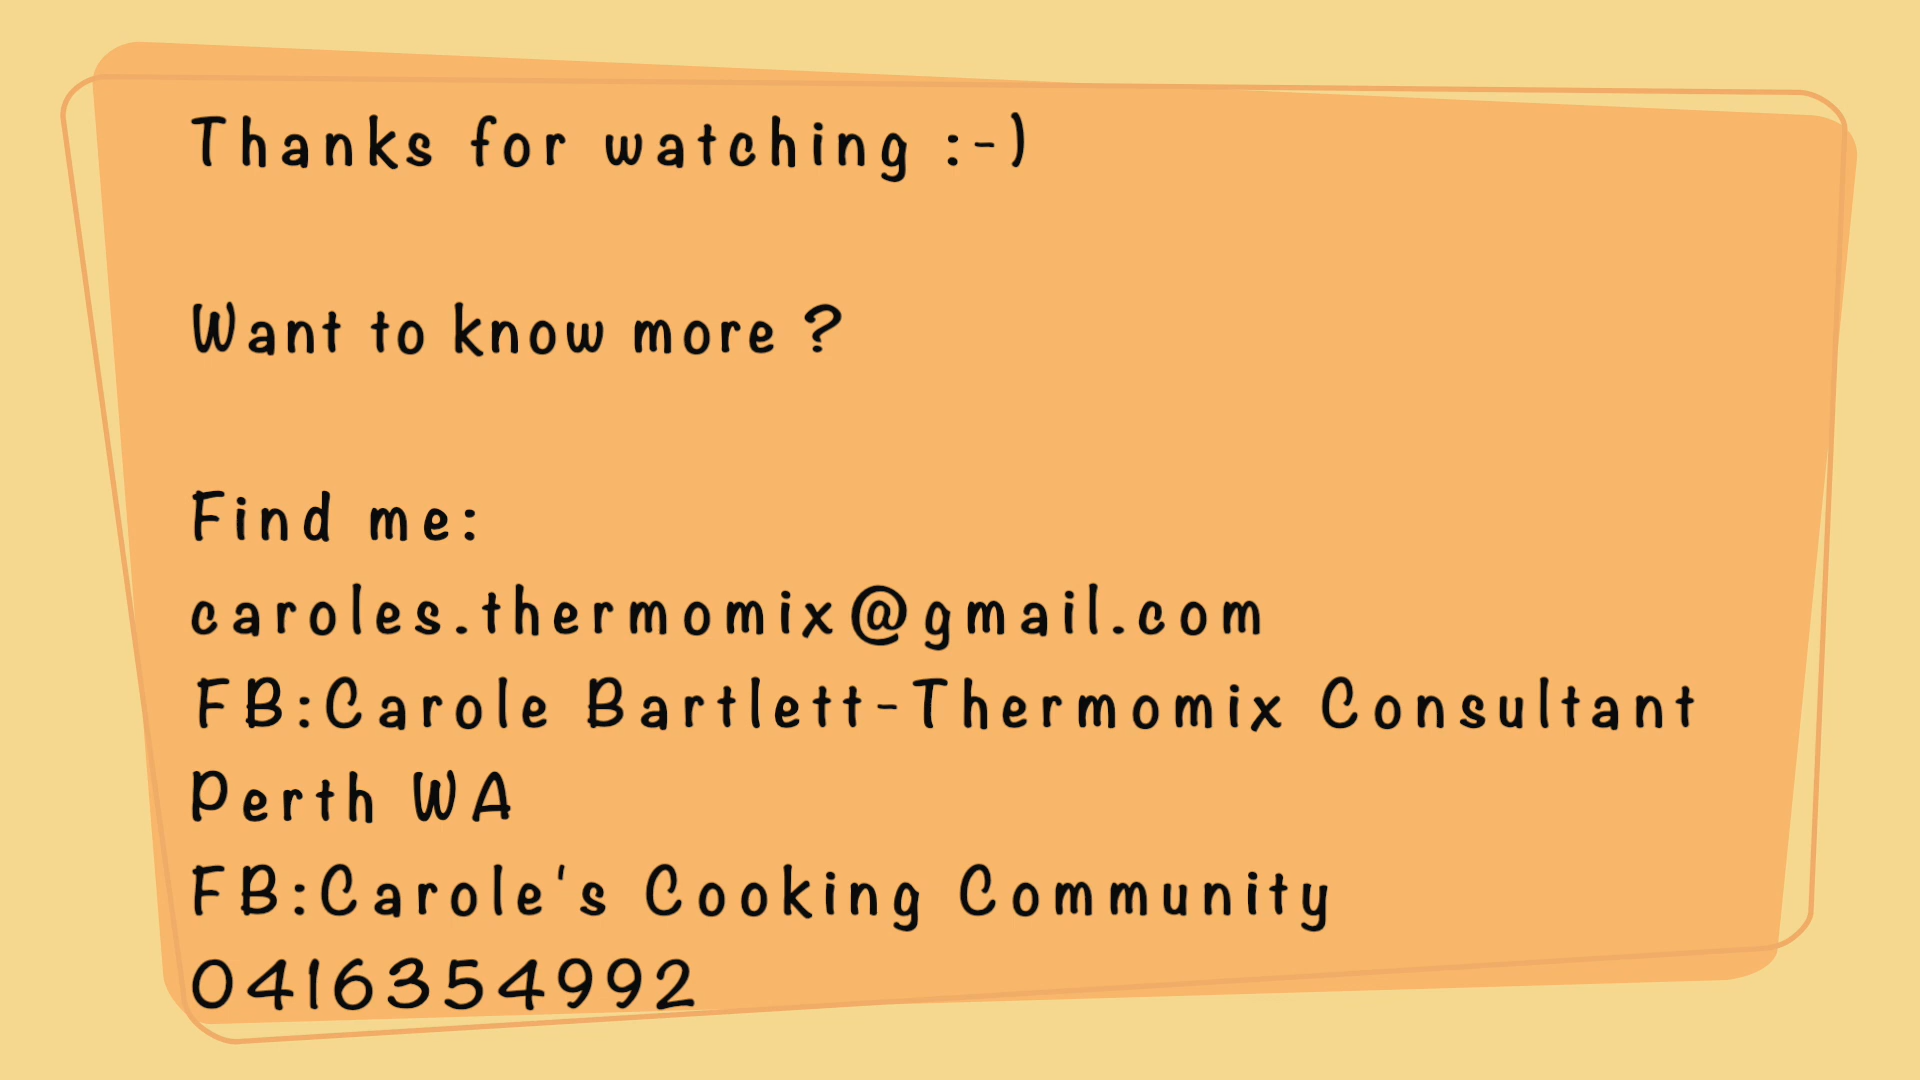 Thanks for watching :-)
Want to know more ?
Find me:
caroles.thermomix@gmail.com
FB:Carole Bartlett-Thermomix Consultant
Perth WA
FB:Carole's Cooking Community
0416354992